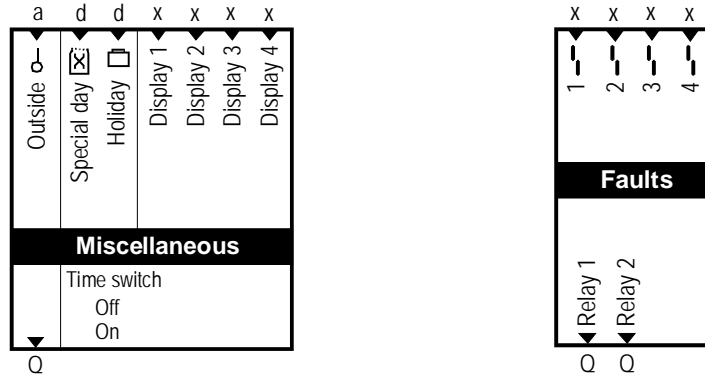 a d d x x x x
Outside
Special day
Holiday
Display 1
Display 2
Display 3
Display 4
Miscellaneous
Time switch
Off
On
Q
x x x x
1
2
3
4
Faults
Relay 1
Relay 2
Q Q